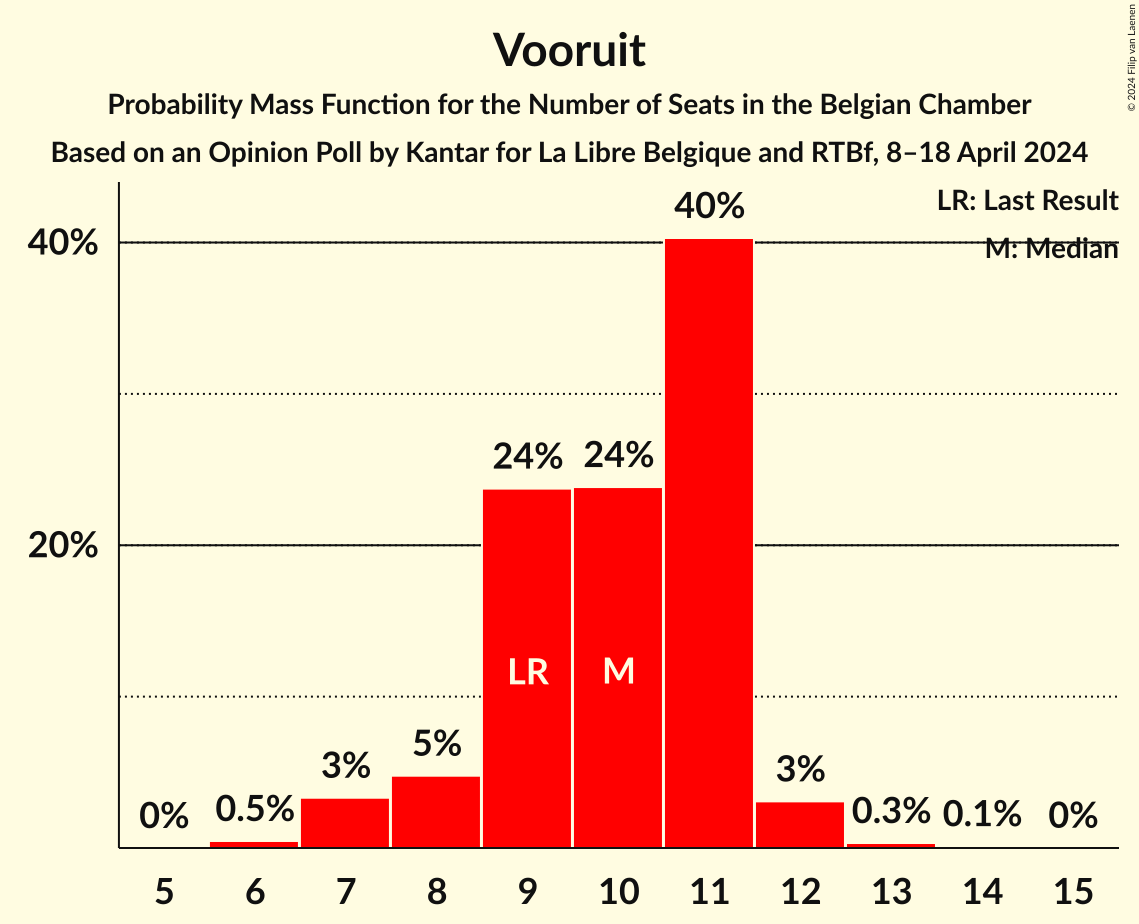 Vooruit
Probability Mass Function for the Number of Seats in the Belgian Chamber
Based on an Opinion Poll by Kantar for La Libre Belgique and RTBf, 8–18 April 2024
© 2024 Filip van Laenen
LR: Last Result
M: Median
40%
20%
0%
0.5%
3%
5%
24%
24%
40%
3%
0.3%
0.1%
0%
LR
M
5 6 7 8 9 10 11 12 13 14 15